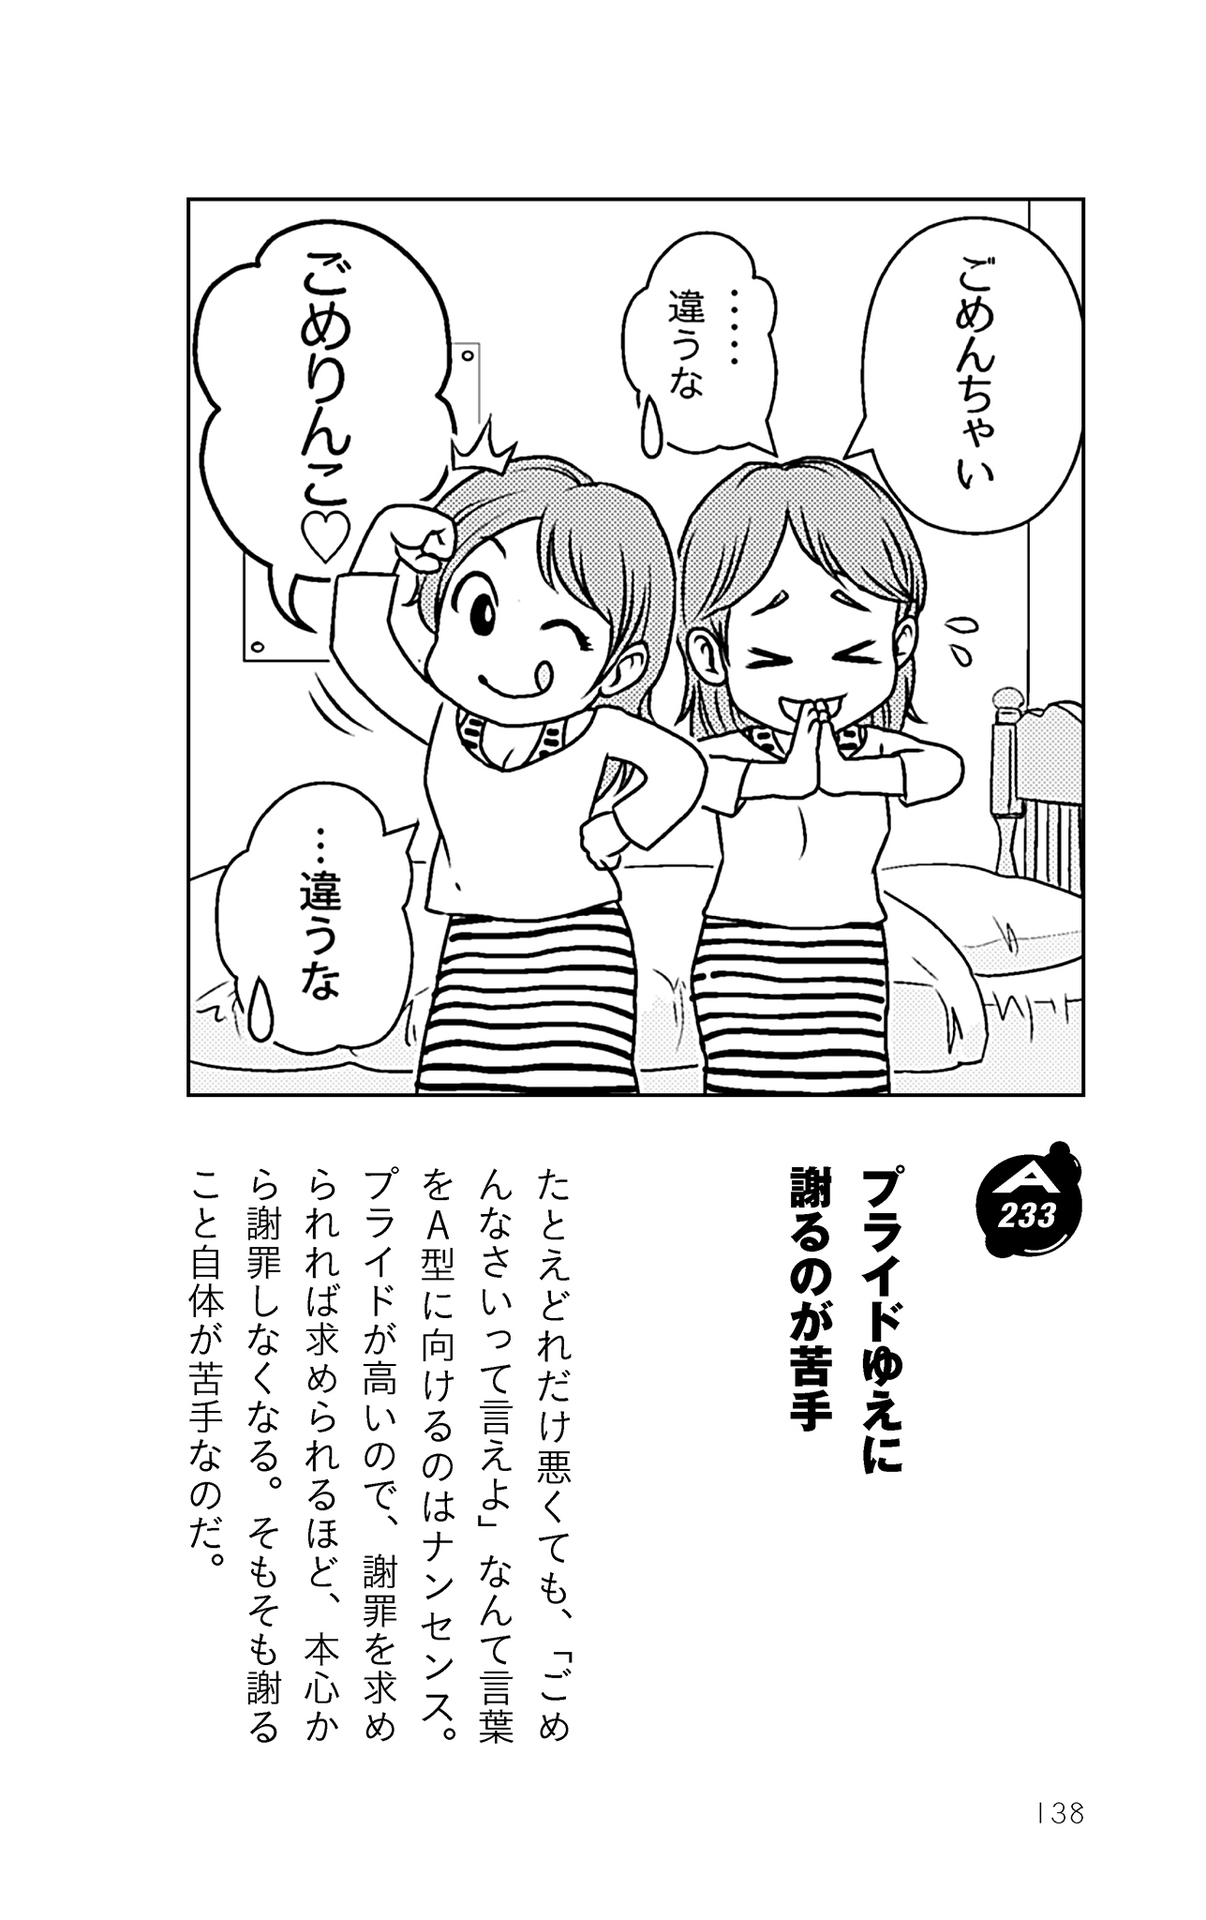 ごめんちゃい
‥‥‥
違うな
ごめりんこ♡
…違うな
A
233
プライドゆえに
謝るのが苦手
たとえどれだけ悪くても、「ごめ
んなさいって言えよ」なんて言葉
をA型に向けるのはナンセンス。
プライドが高いので、謝罪を求め
られれば求められるほど、本心か
ら謝罪しなくなる。そもそも謝る
こと自体が苦手なのだ。
138